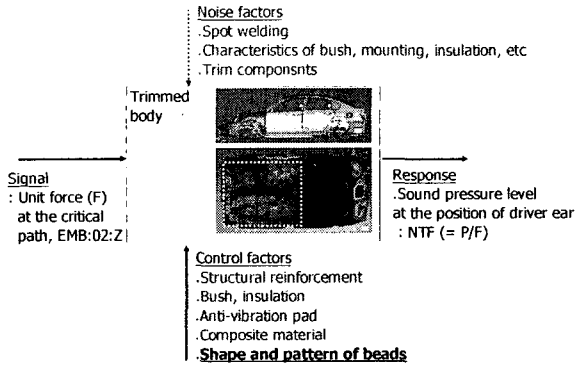 Noise factors
.Spot welding
.Characteristics of bush, mounting, insulation, etc
.Trim componsnts
Trimmed
body
Signal
: Unit force (F)
at the critical
path, EMB:02:Z
Response
.Sound pressure level
at the position of driver ear
: NTF (= P/F)
Control factors
.Structural reinforcement
.Bush, insulation
.Anti-vibration pad
.Composite material
.Shape and pattern of beads